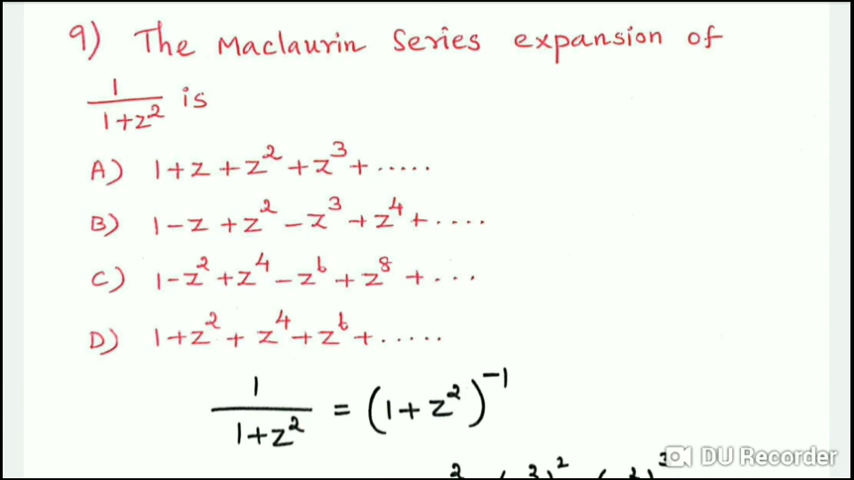 9) The Maclaurin Series expansion of
1/(1+z²) is
A) 1+z+z²+z³+.....
B) 1-z+z²-z³+z⁴+....
C) 1-z²+z⁴-z⁶+z⁸+...
D) 1+z²+z⁴+z⁶+.....
1/(1+z²) = (1+z²)⁻¹
DU Recorder